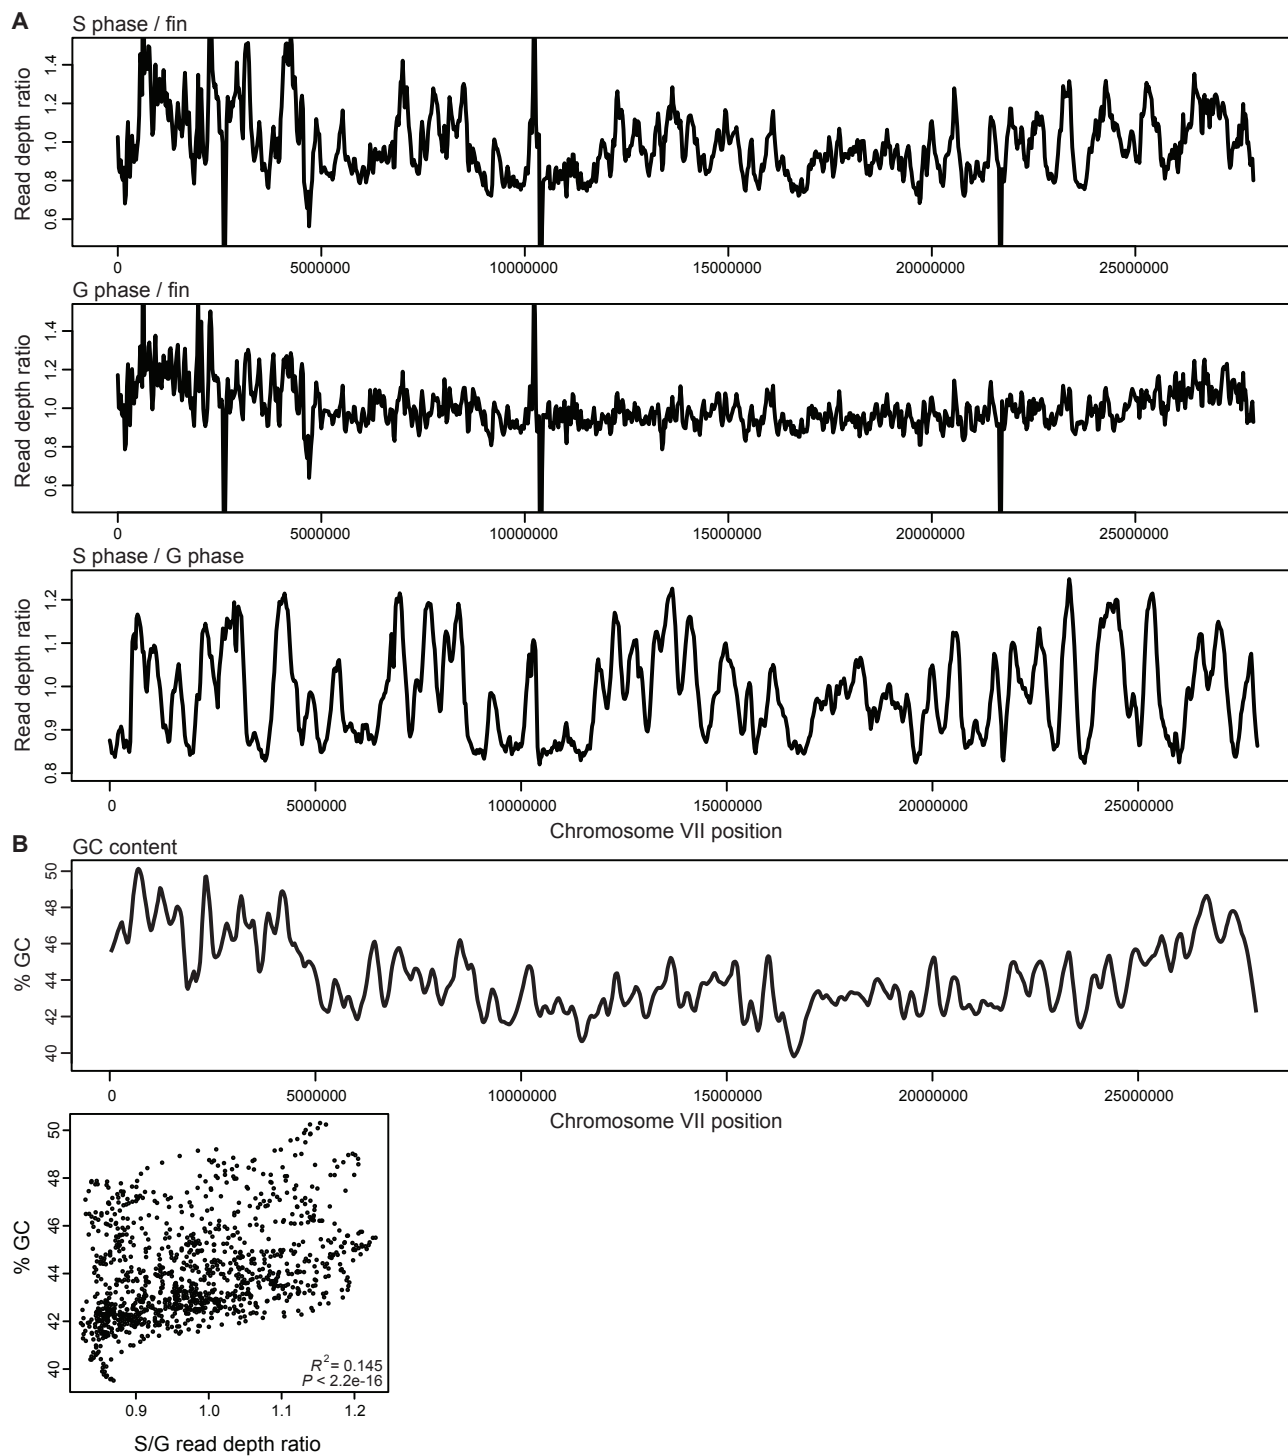 A
S phase / fin
Read depth ratio
0.6 0.8 1.0 1.2 1.4
0 5000000 10000000 15000000 20000000 25000000
G phase / fin
Read depth ratio
0.6 0.8 1.0 1.2 1.4
0 5000000 10000000 15000000 20000000 25000000
S phase / G phase
Read depth ratio
0.8 0.9 1.0 1.1 1.2
0 5000000 10000000 15000000 20000000 25000000
Chromosome VII position
B
GC content
% GC
40 42 44 46 48 50
0 5000000 10000000 15000000 20000000 25000000
Chromosome VII position
% GC
40 42 44 46 48 50
R² = 0.145
P < 2.2e-16
0.9 1.0 1.1 1.2
S/G read depth ratio